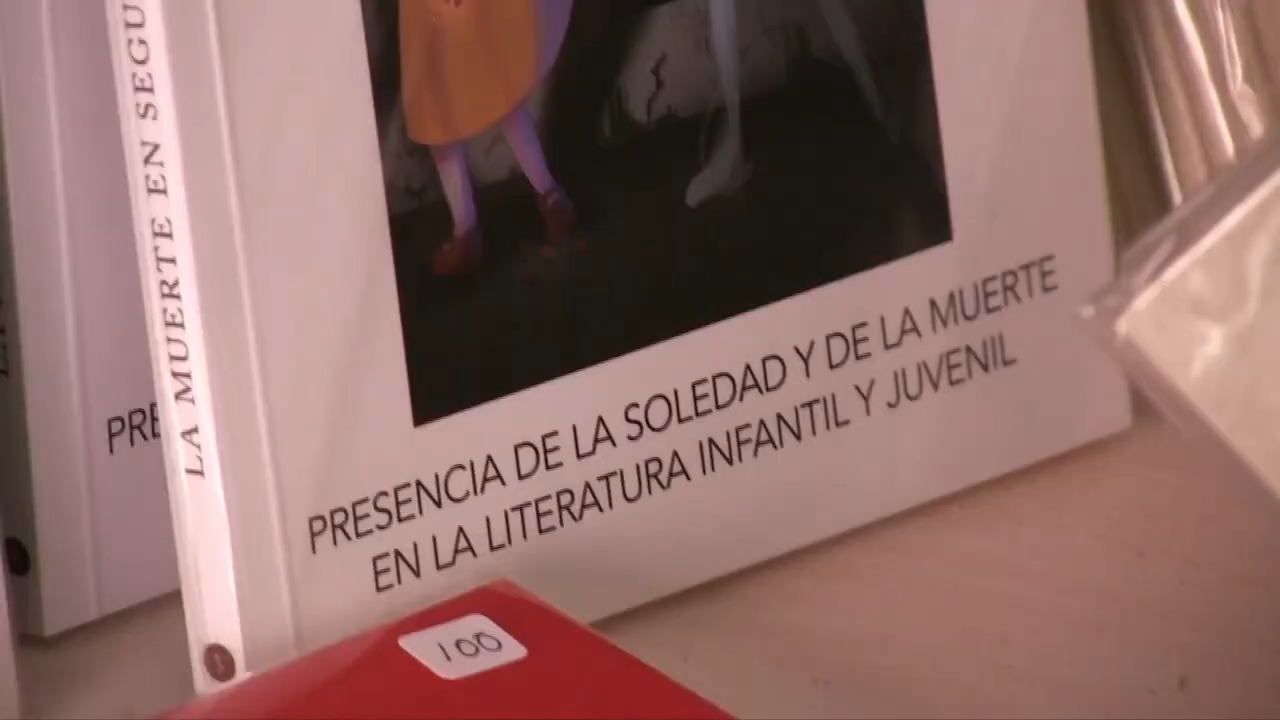 LA MUERTE EN SEGU
PRE
PRESENCIA DE LA SOLEDAD Y DE LA MUERTE
EN LA LITERATURA INFANTIL Y JUVENIL
100